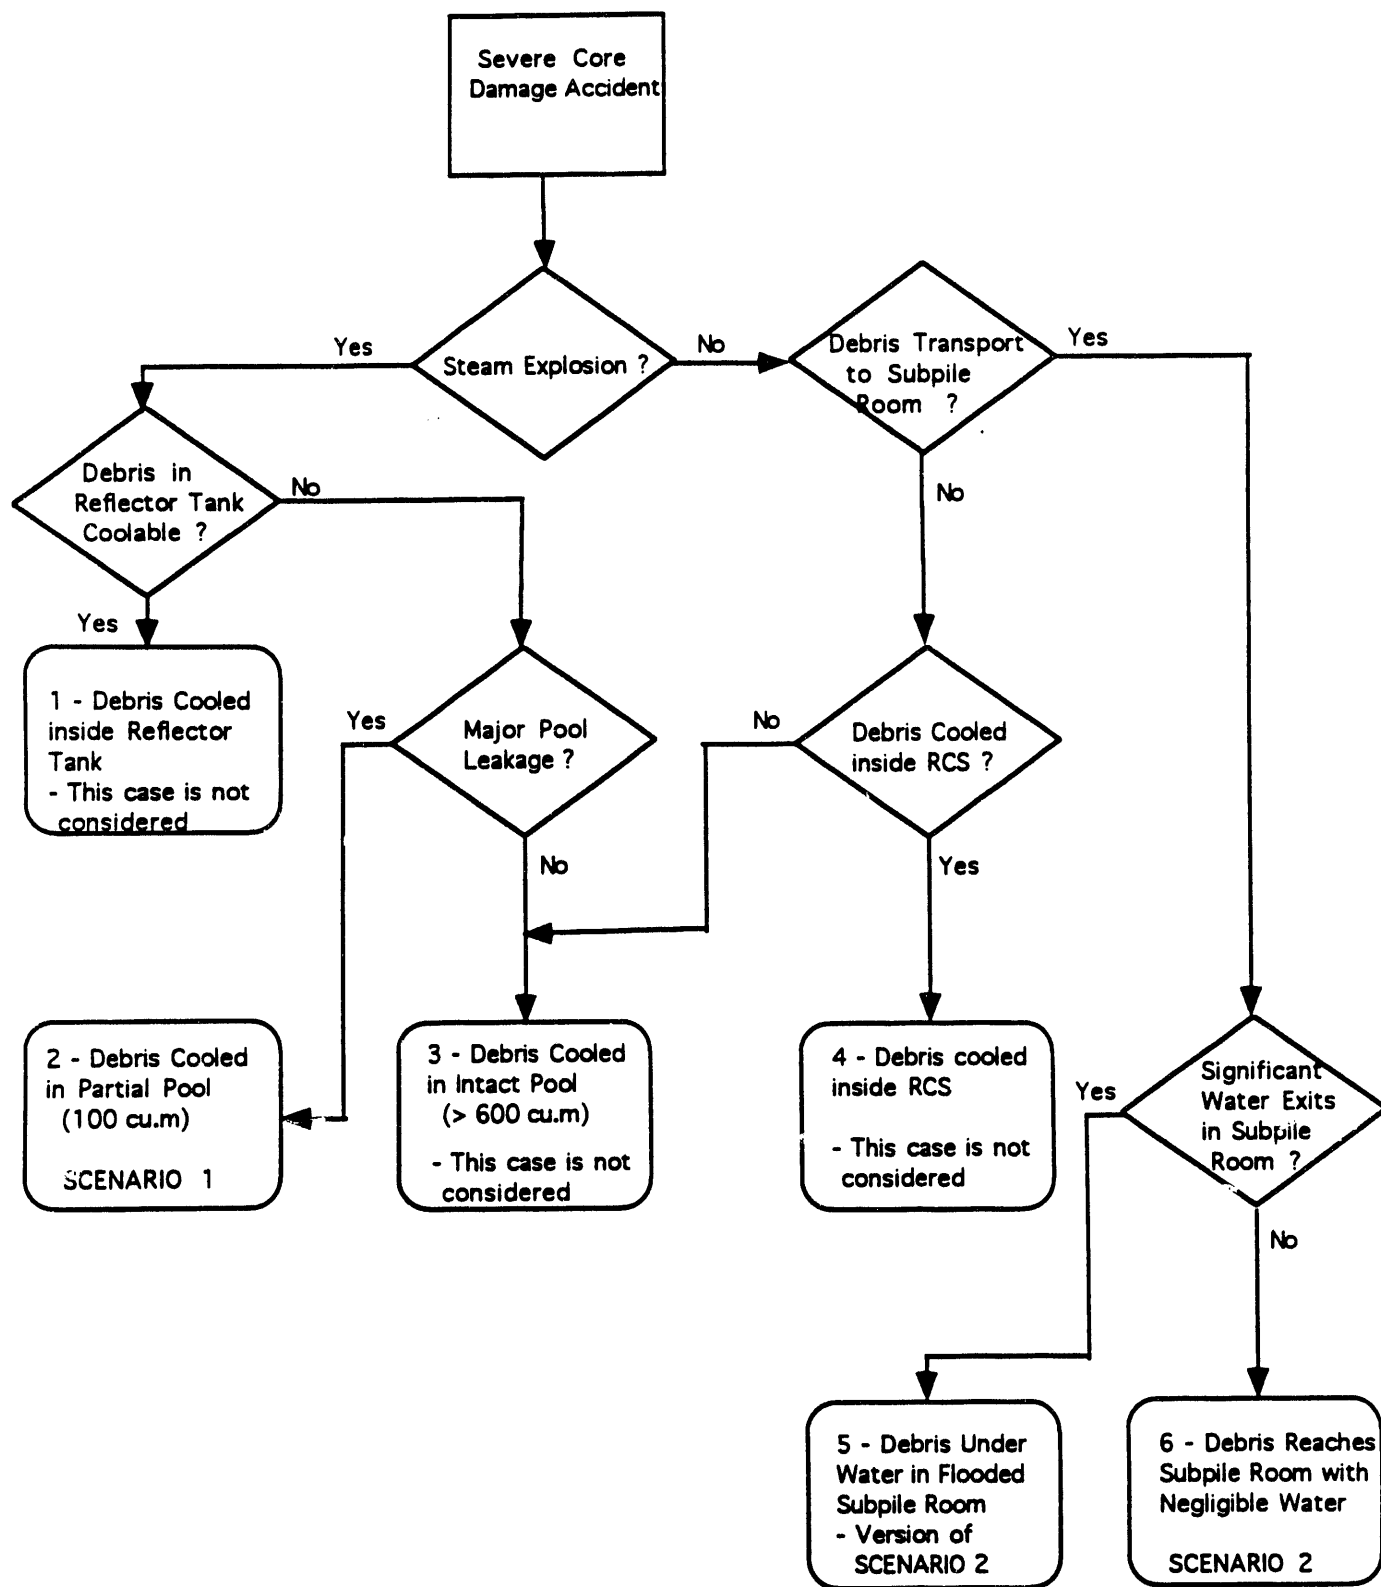 Severe Core
Damage Accident
Yes
Steam Explosion ?
No
Debris Transport
to Subpile
Room ?
Yes
Debris in
Reflector Tank
Coolable ?
No
No
Yes
1 - Debris Cooled
inside Reflector
Tank
- This case is not
considered
Yes
Major Pool
Leakage ?
No
Debris Cooled
inside RCS ?
No
Yes
2 - Debris Cooled
in Partial Pool
(100 cu.m)
SCENARIO 1
3 - Debris Cooled
in Intact Pool
(> 600 cu.m)
- This case is not
considered
4 - Debris cooled
inside RCS
- This case is not
considered
Yes
Significant
Water Exits
in Subpile
Room ?
No
5 - Debris Under
Water in Flooded
Subpile Room
- Version of
SCENARIO 2
6 - Debris Reaches
Subpile Room with
Negligible Water
SCENARIO 2